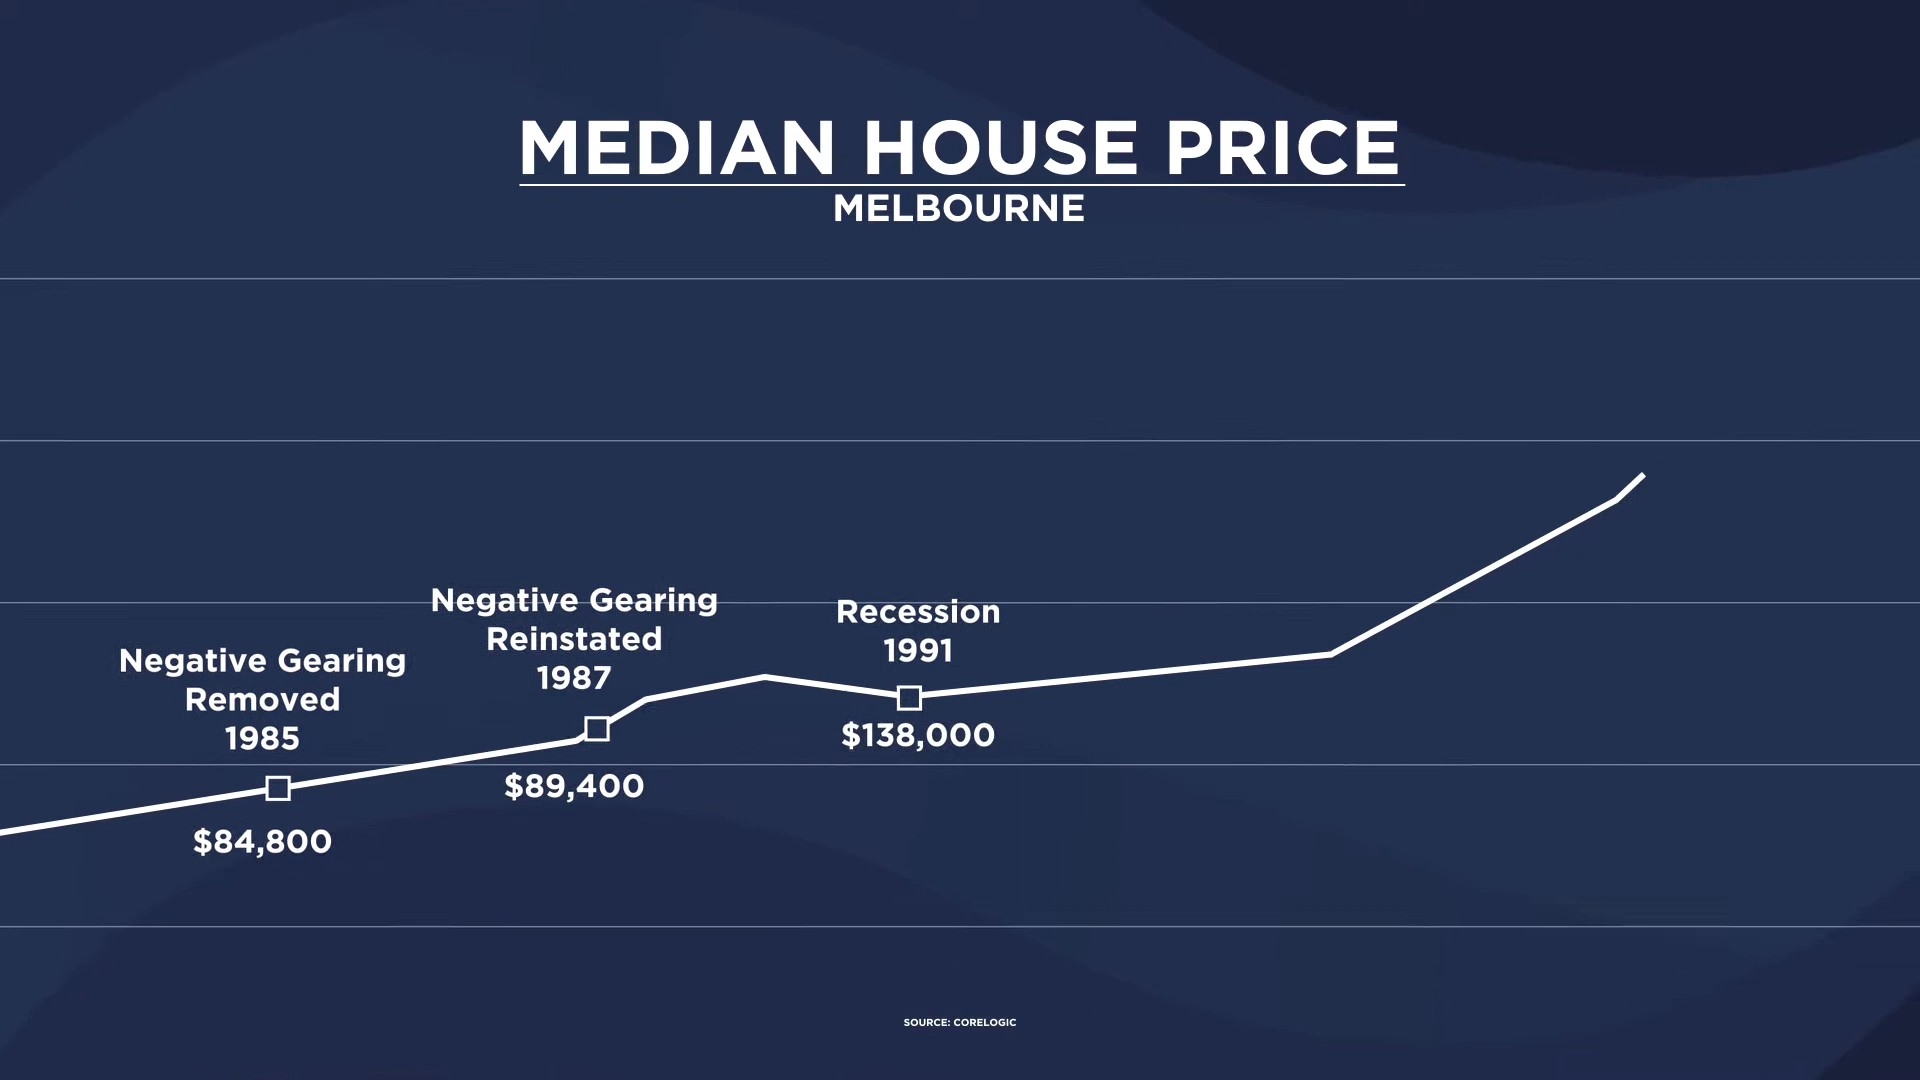 MEDIAN HOUSE PRICE
MELBOURNE
Negative Gearing
Removed
1985
$84,800
Negative Gearing
Reinstated
1987
$89,400
Recession
1991
$138,000
SOURCE: CORELOGIC